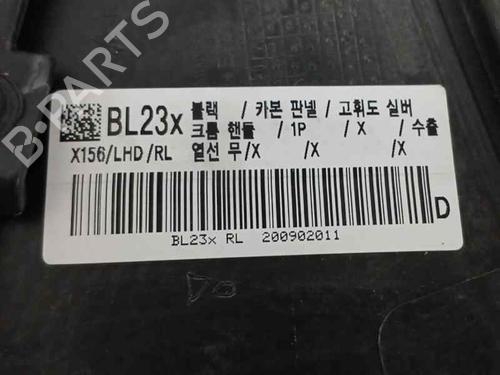 BL23x 블랙 / 카본 판넬 / 고휘도 실버
크롬 핸들 / 1P / X / 수출
X156/LHD/RL 열선 무/X /X /X
D
BL23x RL 200902011
B-PARTS